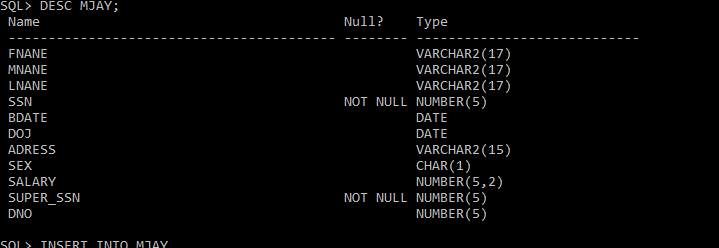 SQL> DESC MJAY;
Name Null? Type
----------------------------------------- -------- ----------------------------
FNANE VARCHAR2(17)
MNANE VARCHAR2(17)
LNANE VARCHAR2(17)
SSN NOT NULL NUMBER(5)
BDATE DATE
DOJ DATE
ADRESS VARCHAR2(15)
SEX CHAR(1)
SALARY NUMBER(5,2)
SUPER_SSN NOT NULL NUMBER(5)
DNO NUMBER(5)
SQL> INSERT INTO MJAY